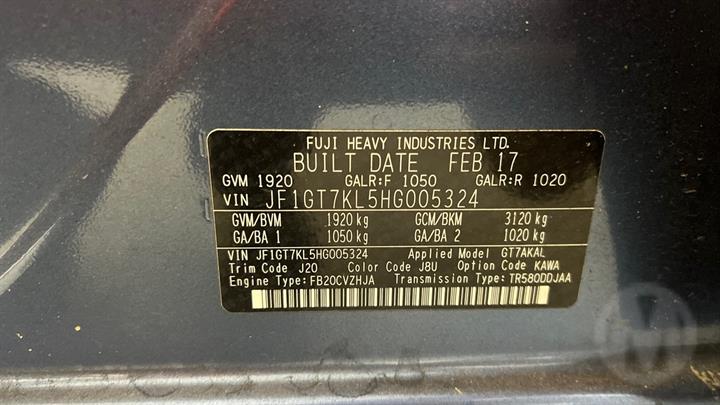 FUJI HEAVY INDUSTRIES LTD.
BUILT DATE FEB 17
GVM 1920 GALR:F 1050 GALR:R 1020
VIN JF1GT7KL5HG005324
GVM/BVM 1920 kg GCM/BKM 3120 kg
GA/BA 1 1050 kg GA/BA 2 1020 kg
VIN JF1GT7KL5HG005324 Applied Model GT7AKAL
Trim Code J20 Color Code J8U Option Code KAWA
Engine Type:FB20CVZHJA Transmission Type:TR580DDJAA
M